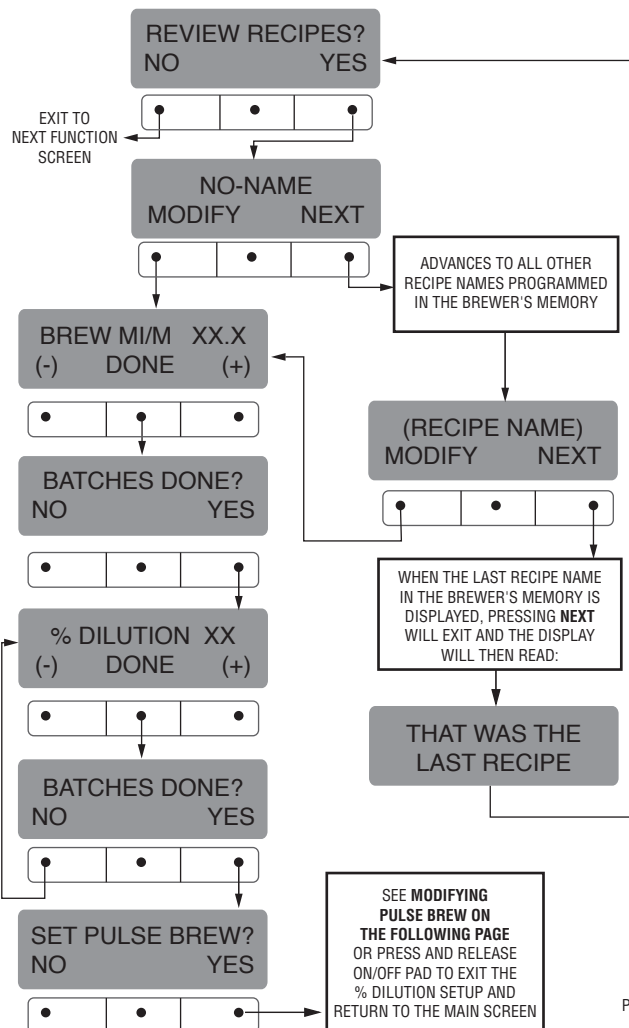 REVIEW RECIPES?
NO YES
EXIT TO
NEXT FUNCTION
SCREEN
NO-NAME
MODIFY NEXT
ADVANCES TO ALL OTHER
RECIPE NAMES PROGRAMMED
IN THE BREWER'S MEMORY
BREW MI/M XX.X
(-) DONE (+)
(RECIPE NAME)
MODIFY NEXT
BATCHES DONE?
NO YES
WHEN THE LAST RECIPE NAME
IN THE BREWER'S MEMORY IS
DISPLAYED, PRESSING NEXT
WILL EXIT AND THE DISPLAY
WILL THEN READ:
% DILUTION XX
(-) DONE (+)
THAT WAS THE
LAST RECIPE
BATCHES DONE?
NO YES
SET PULSE BREW?
NO YES
SEE MODIFYING
PULSE BREW ON
THE FOLLOWING PAGE
OR PRESS AND RELEASE
ON/OFF PAD TO EXIT THE
% DILUTION SETUP AND
RETURN TO THE MAIN SCREEN
P